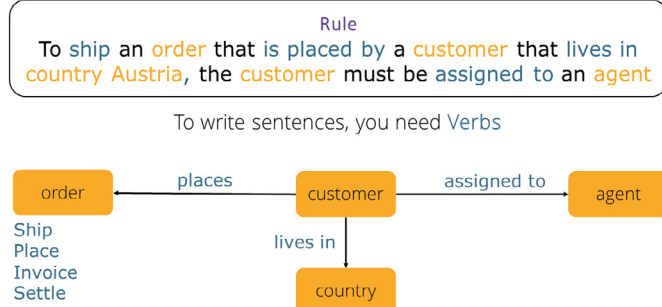 Rule
To ship an order that is placed by a customer that lives in
country Austria, the customer must be assigned to an agent
To write sentences, you need Verbs
order
places
customer
assigned to
agent
Ship
Place
Invoice
Settle
lives in
country